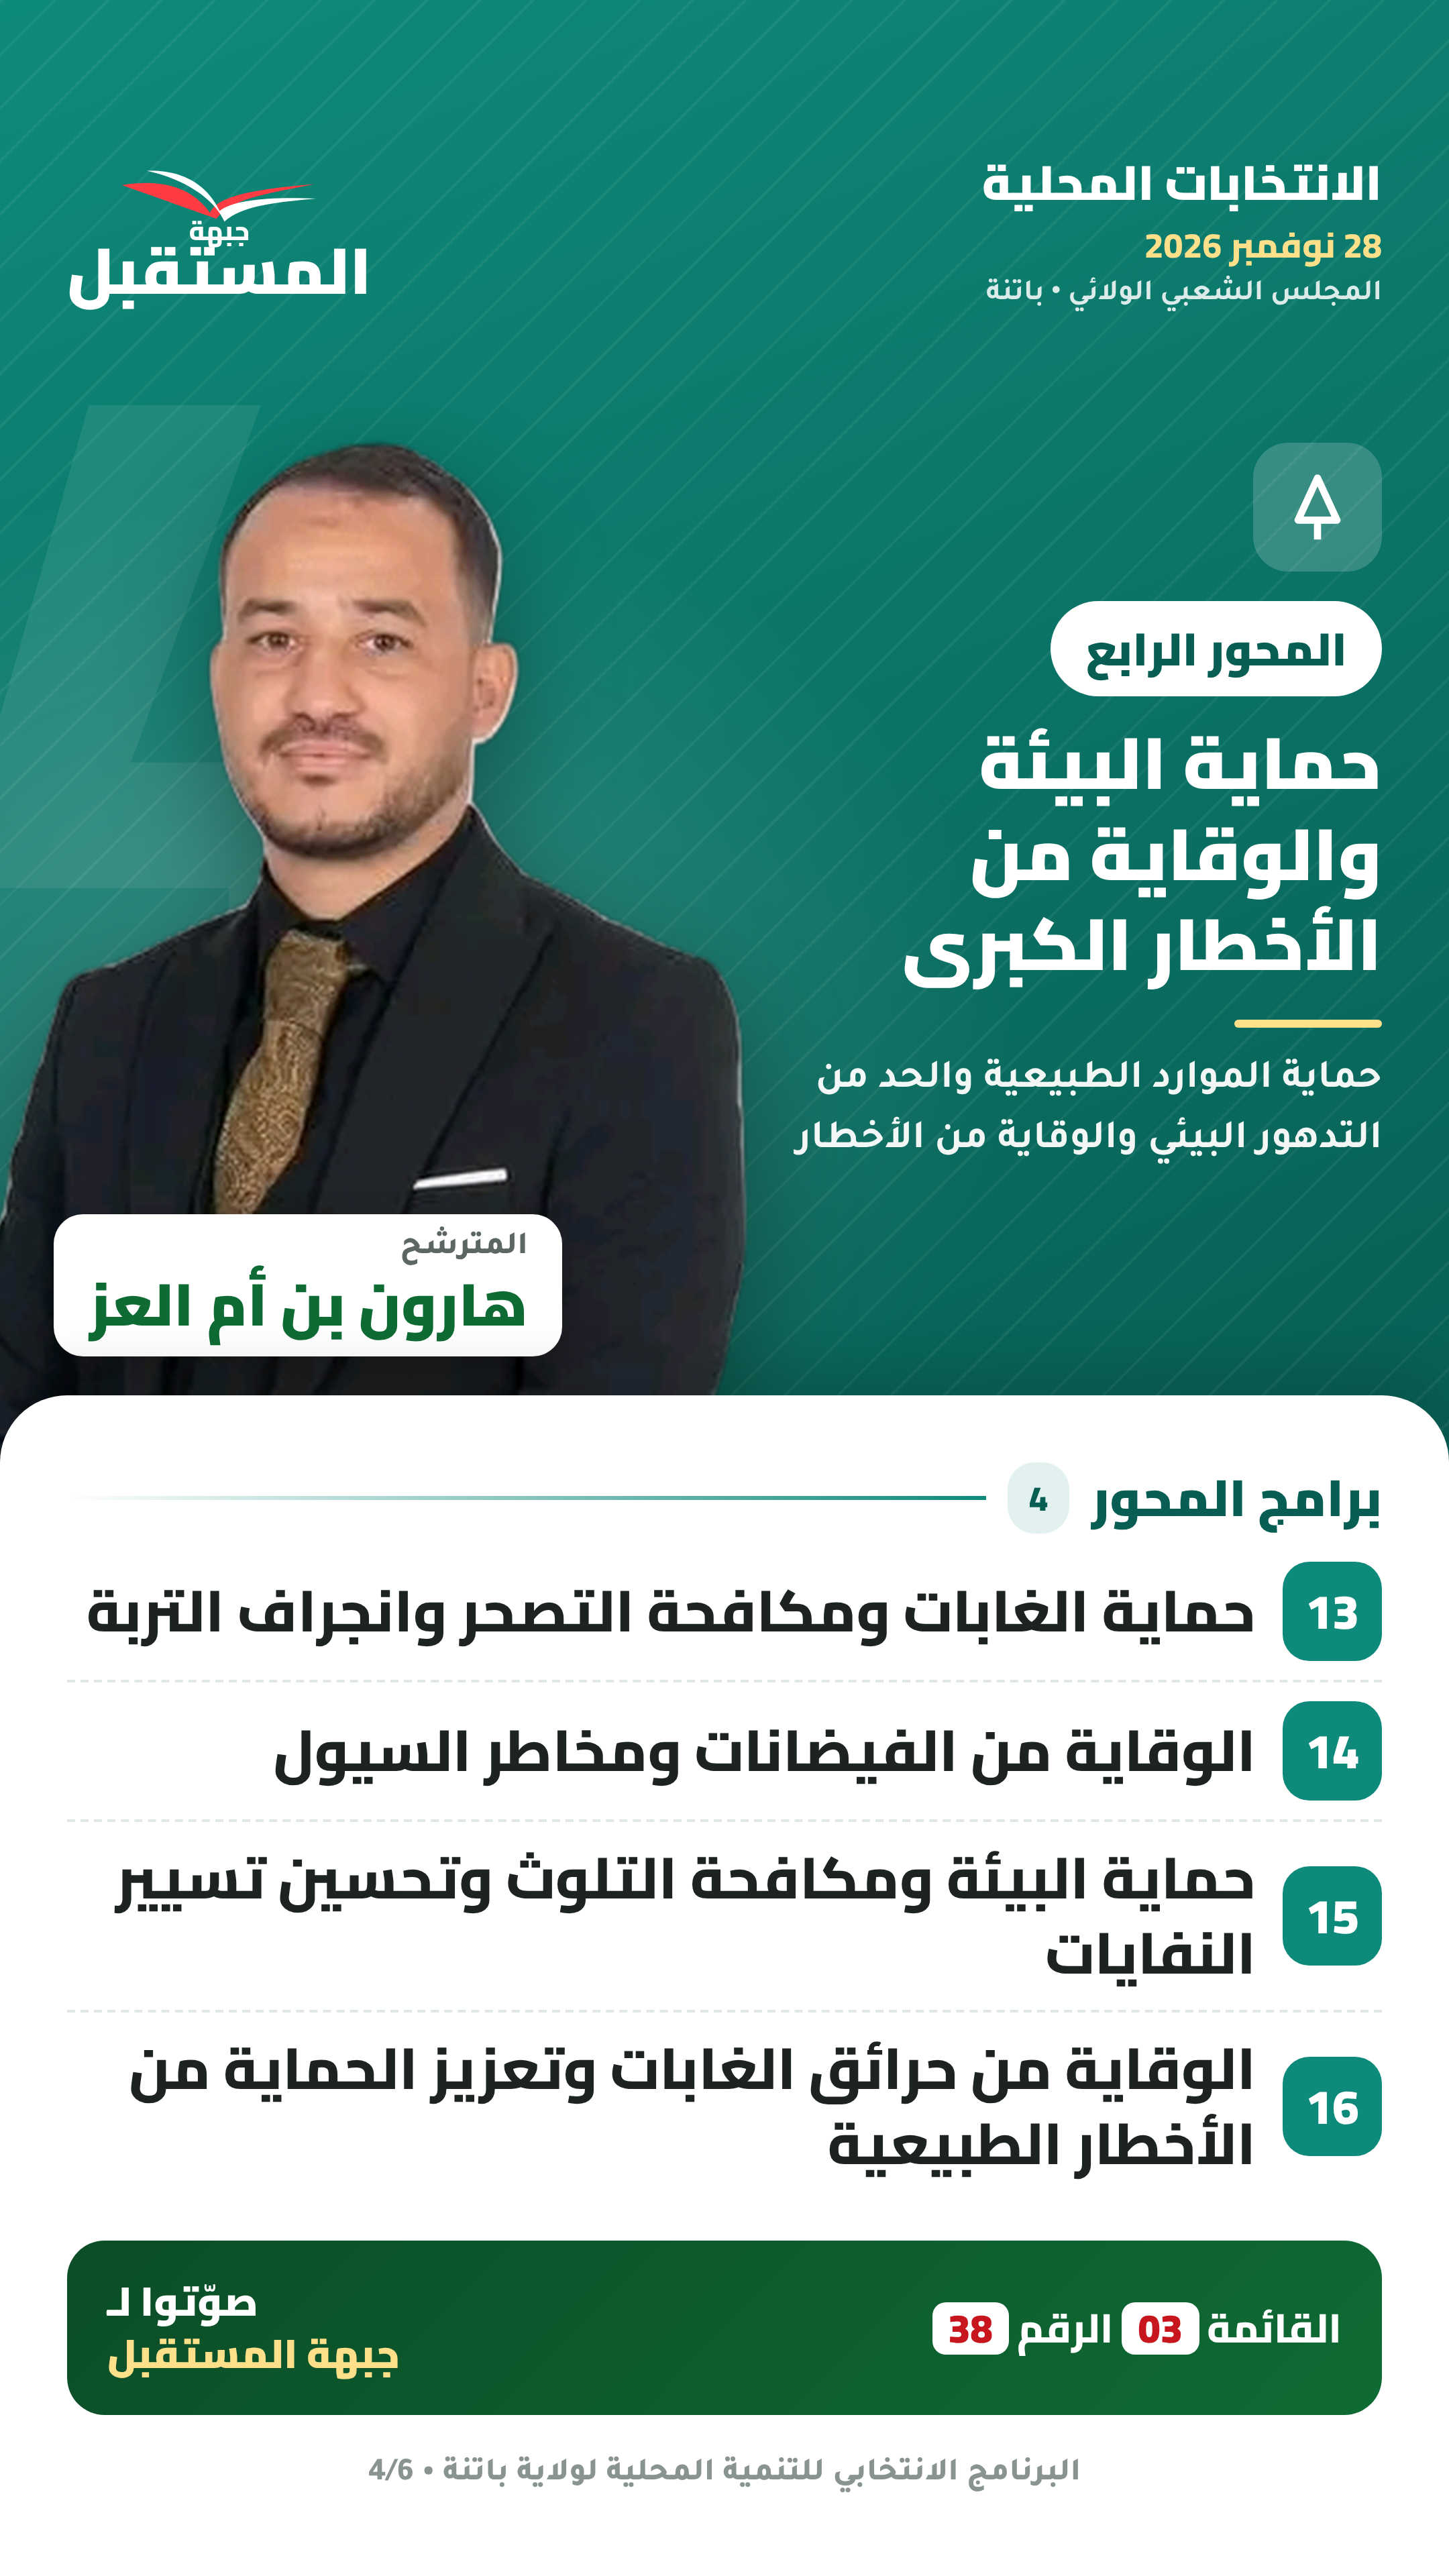 الانتخابات المحلية
28 نوفمبر 2026
المجلس الشعبي الولائي • باتنة
جبهة
المستقبل
4
المحور الرابع
حماية البيئة
والوقاية من
الأخطار الكبرى
حماية الموارد الطبيعية والحد من
التدهور البيئي والوقاية من الأخطار
المترشح
هارون بن أم العز
برامج المحور 4
13 حماية الغابات ومكافحة التصحر وانجراف التربة
14 الوقاية من الفيضانات ومخاطر السيول
15 حماية البيئة ومكافحة التلوث وتحسين تسيير
النفايات
16 الوقاية من حرائق الغابات وتعزيز الحماية من
الأخطار الطبيعية
القائمة 03 الرقم 38
صوّتوا لـ
جبهة المستقبل
البرنامج الانتخابي للتنمية المحلية لولاية باتنة • 4/6